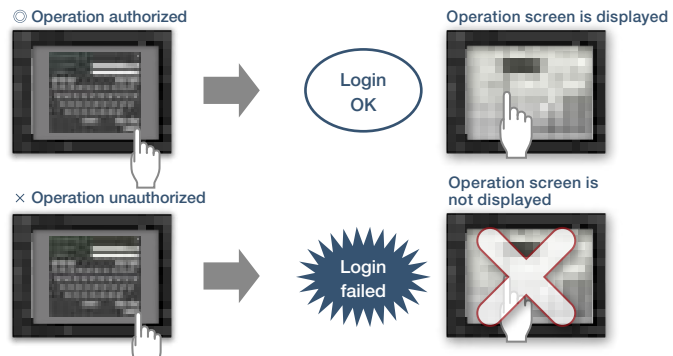 ◎ Operation authorized
Operation screen is displayed
Login
OK
× Operation unauthorized
Operation screen is
not displayed
Login
failed